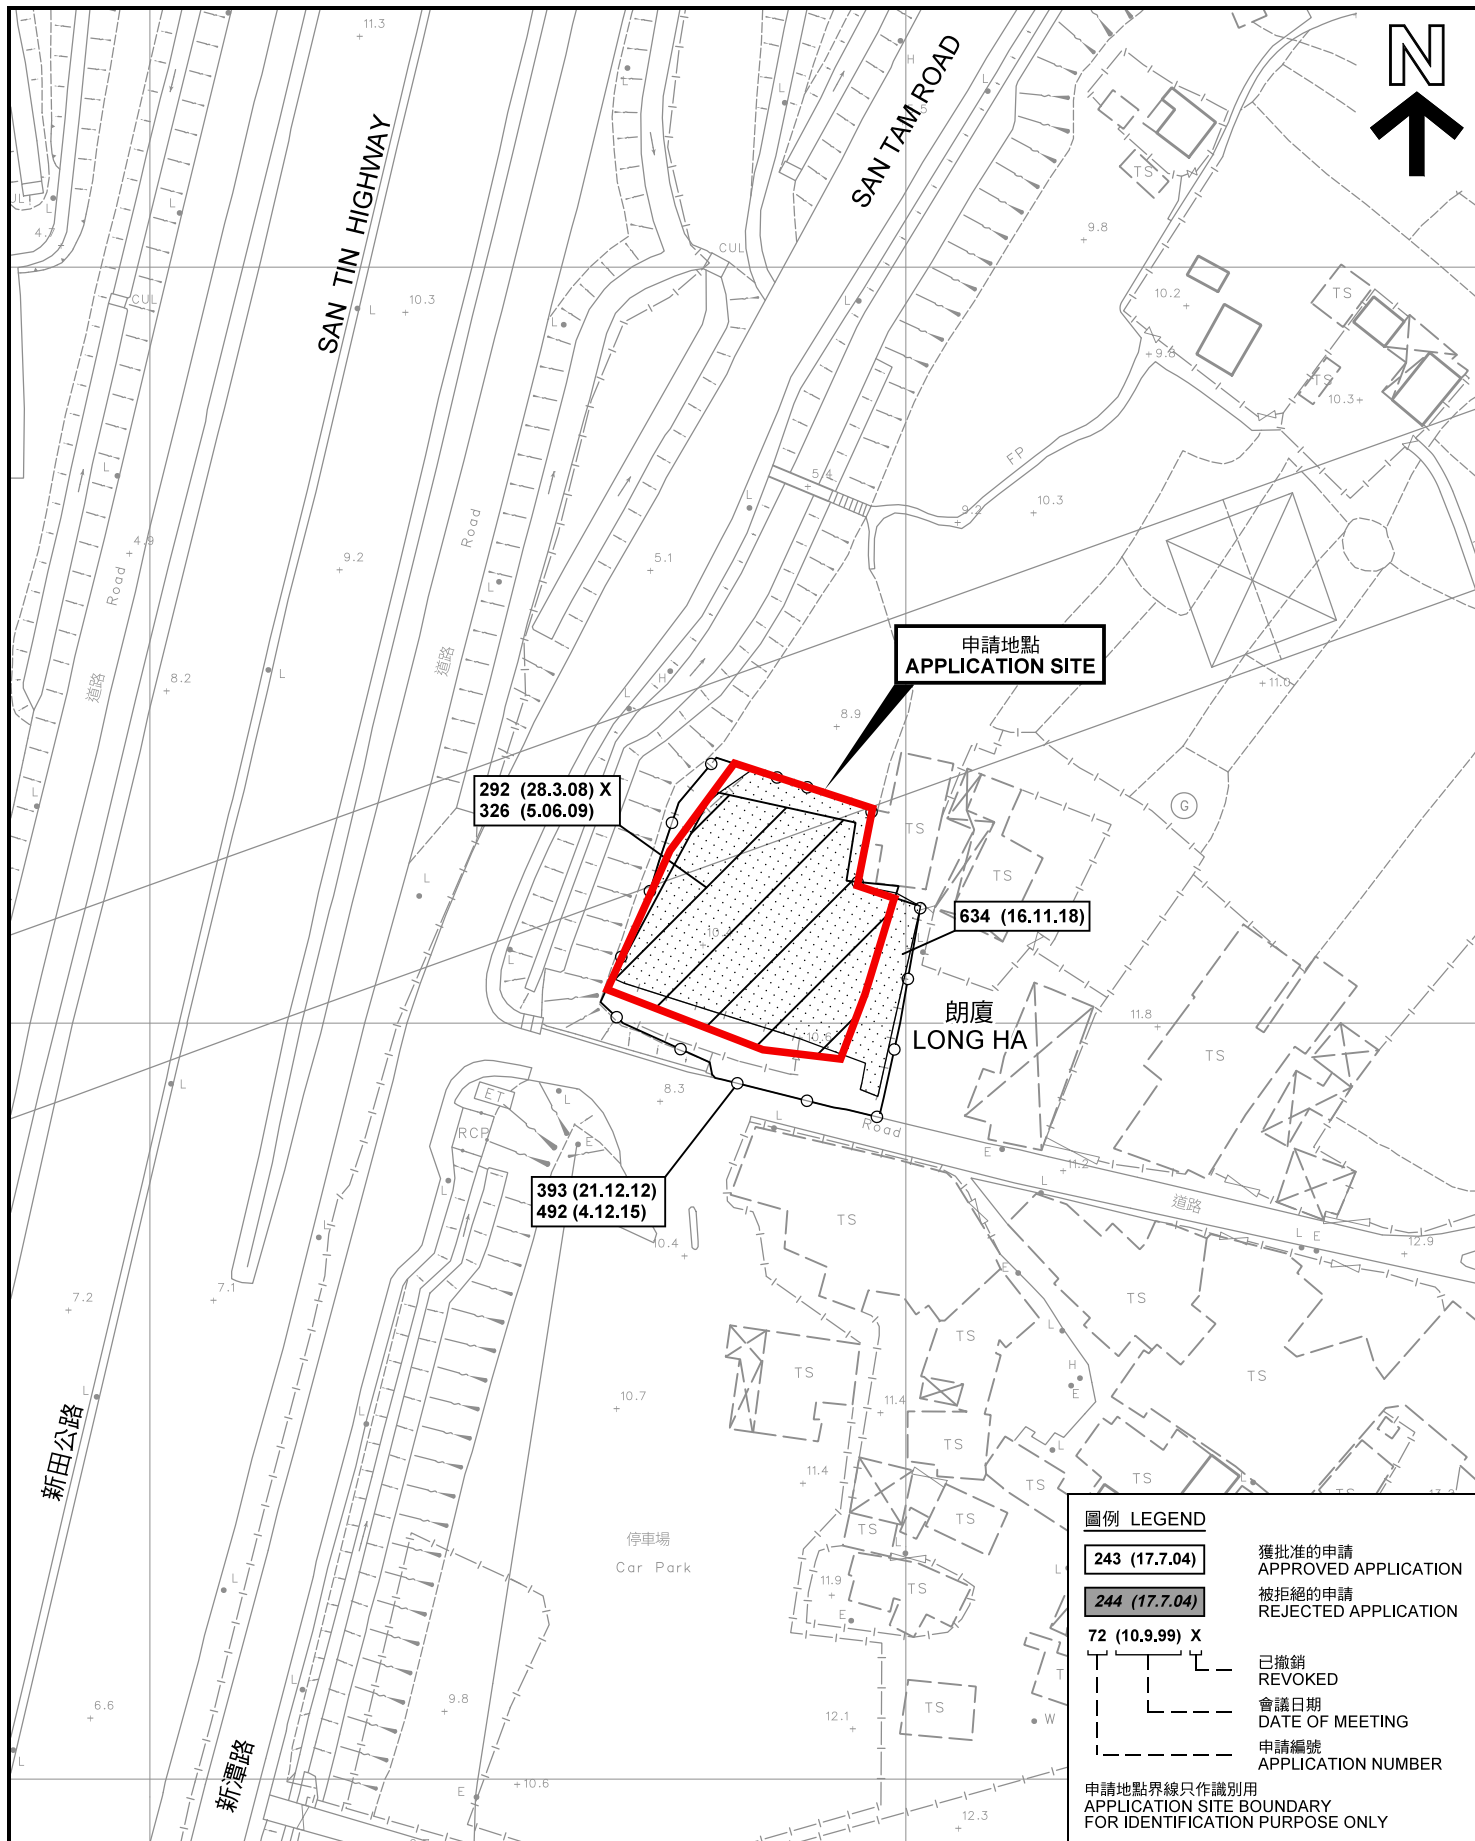 11.3
N
SAN TAM ROAD
SAN TIN HIGHWAY
H
L
L
L
TS
4.7
L
L
9.8
CUL
CUL
10.3
L
L
10.2
TS
L
9.8
TS
10.3
FP
5.4
L
L
10.3
9.2
Road
4.9
9.2
5.1
Road
L
道路
道路
8.2
L
H
L
11.0
申請地點
APPLICATION SITE
8.9
292 (28.3.08) X
326 (5.06.09)
L
G
TS
TS
L
634 (16.11.18)
L
L
朗廈
LONG HA
11.8
TS
10.6
8.3
L
ET
L
RCP
E
Road
L
E
11.2
L
道路
L
393 (21.12.12)
492 (4.12.15)
TS
10.4
L
L E
12.9
E
7.2
7.1
TS
TS
L
TS
TS
H
E
L
10.7
11.4
L
新田公路
TS
L
11.4
TS
TS
L
TS
TS
TS
停車場
Car Park
L
11.9
TS
E
L
L
6.6
9.8
12.1
TS
W
L
新潭路
E
10.6
12.3
圖例 LEGEND
243 (17.7.04)
獲批准的申請
APPROVED APPLICATION
244 (17.7.04)
被拒絕的申請
REJECTED APPLICATION
72 (10.9.99) X
已撤銷
REVOKED
會議日期
DATE OF MEETING
申請編號
APPLICATION NUMBER
申請地點界線只作識別用
APPLICATION SITE BOUNDARY
FOR IDENTIFICATION PURPOSE ONLY